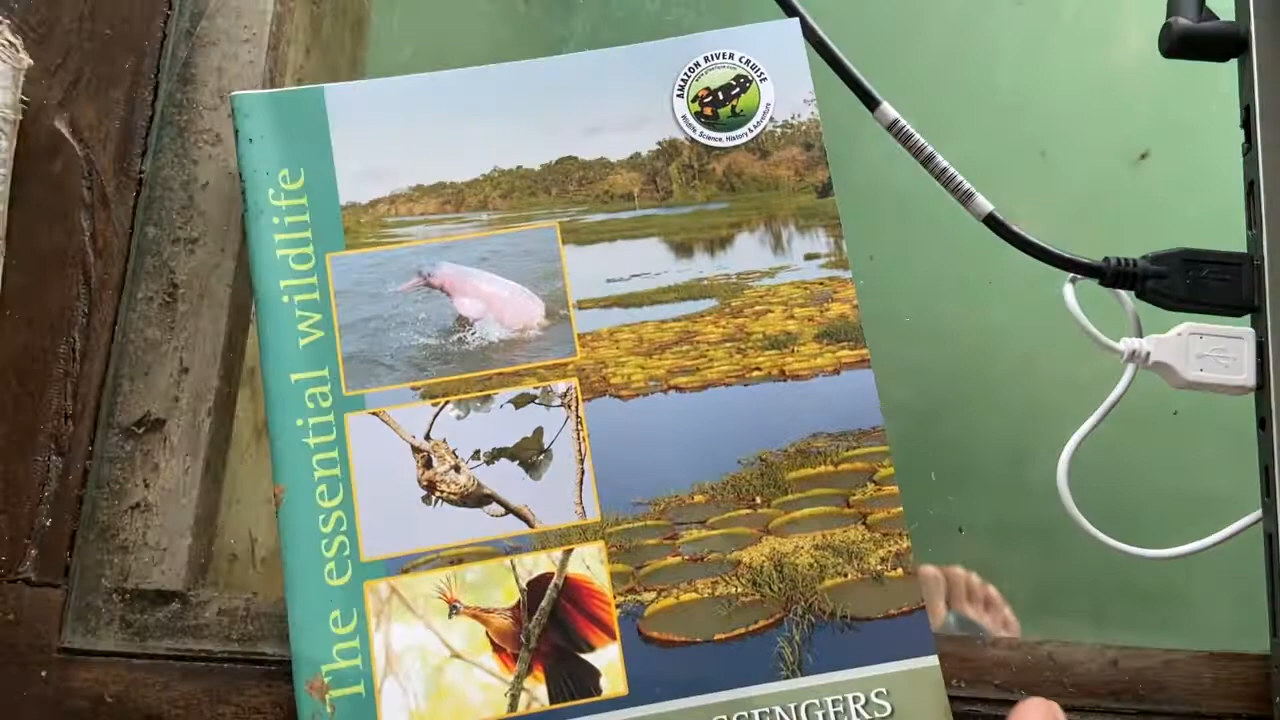 AMAZON RIVER CRUISE
Wildlife, Science, History & Adventure
The essential wildlife